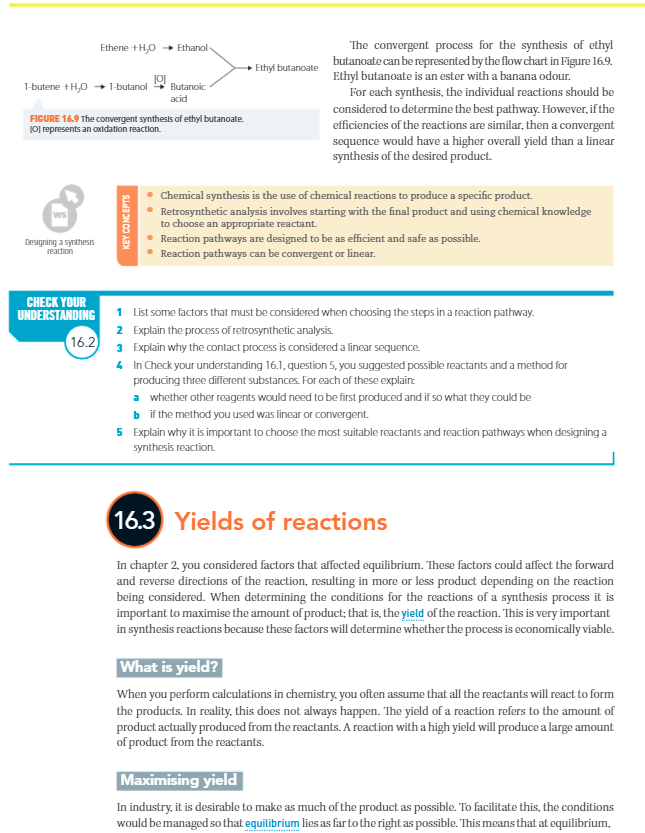 Ethene + H₂O → Ethanol
Ethyl butanoate
1-butene + H₂O → 1-butanol [O] → Butanoic
acid
FIGURE 16.9 The convergent synthesis of ethyl butanoate.
[O] represents an oxidation reaction.
The convergent process for the synthesis of ethyl
butanoate can be represented by the flow chart in Figure 16.9.
Ethyl butanoate is an ester with a banana odour.
For each synthesis, the individual reactions should be
considered to determine the best pathway. However, if the
efficiencies of the reactions are similar, then a convergent
sequence would have a higher overall yield than a linear
synthesis of the desired product.
WS
Designing a synthesis
reaction
KEY CONCEPTS
• Chemical synthesis is the use of chemical reactions to produce a specific product.
• Retrosynthetic analysis involves starting with the final product and using chemical knowledge
to choose an appropriate reactant.
• Reaction pathways are designed to be as efficient and safe as possible.
• Reaction pathways can be convergent or linear.
CHECK YOUR
UNDERSTANDING
16.2
1 List some factors that must be considered when choosing the steps in a reaction pathway.
2 Explain the process of retrosynthetic analysis.
3 Explain why the contact process is considered a linear sequence.
4 In Check your understanding 16.1, question 5, you suggested possible reactants and a method for
producing three different substances. For each of these explain:
a whether other reagents would need to be first produced and if so what they could be
b if the method you used was linear or convergent.
5 Explain why it is important to choose the most suitable reactants and reaction pathways when designing a
synthesis reaction.
16.3 Yields of reactions
In chapter 2, you considered factors that affected equilibrium. These factors could affect the forward
and reverse directions of the reaction, resulting in more or less product depending on the reaction
being considered. When determining the conditions for the reactions of a synthesis process it is
important to maximise the amount of product; that is, the yield of the reaction. This is very important
in synthesis reactions because these factors will determine whether the process is economically viable.
What is yield?
When you perform calculations in chemistry, you often assume that all the reactants will react to form
the products. In reality, this does not always happen. The yield of a reaction refers to the amount of
product actually produced from the reactants. A reaction with a high yield will produce a large amount
of product from the reactants.
Maximising yield
In industry, it is desirable to make as much of the product as possible. To facilitate this, the conditions
would be managed so that equilibrium lies as far to the right as possible. This means that at equilibrium,